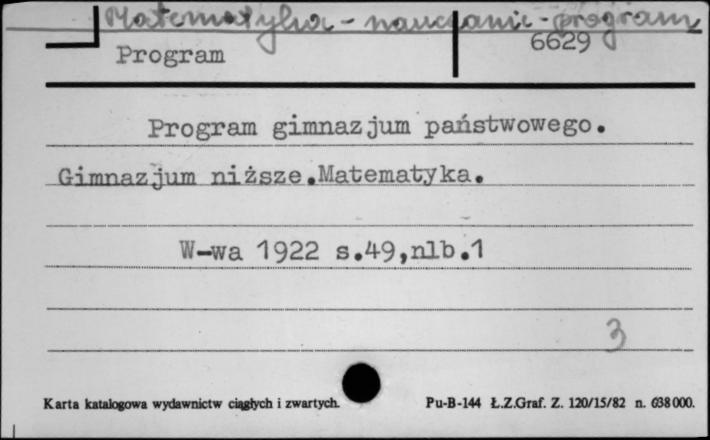 Matematyka - nauczanie - programy
6629
Program
Program gimnazjum państwowego.
Gimnazjum niższe.Matematyka.
W-wa 1922 s.49,nlb.1
3
Karta katalogowa wydawnictw ciągłych i zwartych. Pu-B-144 Ł.Z.Graf. Z. 120/15/82 n. 638000.